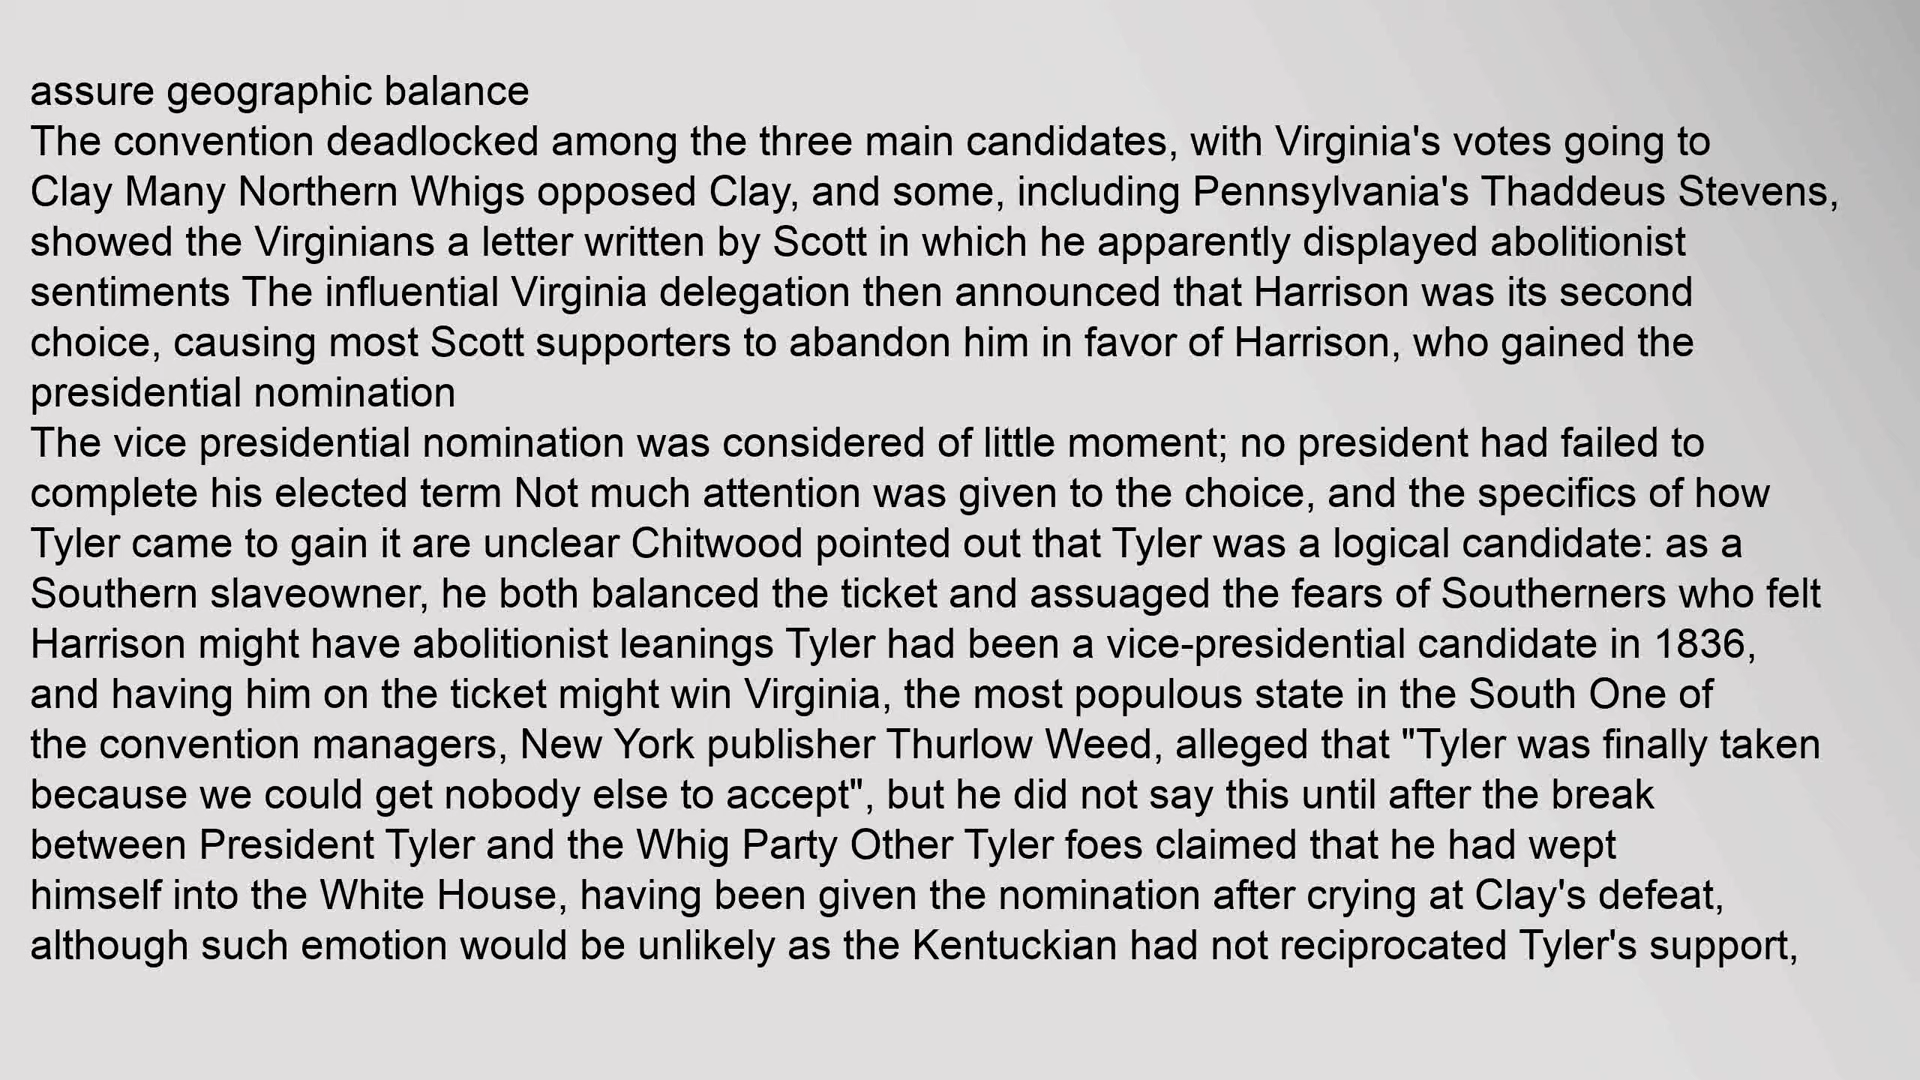 assure geographic balance
The convention deadlocked among the three main candidates, with Virginia's votes going to
Clay Many Northern Whigs opposed Clay, and some, including Pennsylvania's Thaddeus Stevens,
showed the Virginians a letter written by Scott in which he apparently displayed abolitionist
sentiments The influential Virginia delegation then announced that Harrison was its second
choice, causing most Scott supporters to abandon him in favor of Harrison, who gained the
presidential nomination
The vice presidential nomination was considered of little moment; no president had failed to
complete his elected term Not much attention was given to the choice, and the specifics of how
Tyler came to gain it are unclear Chitwood pointed out that Tyler was a logical candidate: as a
Southern slaveowner, he both balanced the ticket and assuaged the fears of Southerners who felt
Harrison might have abolitionist leanings Tyler had been a vice-presidential candidate in 1836,
and having him on the ticket might win Virginia, the most populous state in the South One of
the convention managers, New York publisher Thurlow Weed, alleged that "Tyler was finally taken
because we could get nobody else to accept", but he did not say this until after the break
between President Tyler and the Whig Party Other Tyler foes claimed that he had wept
himself into the White House, having been given the nomination after crying at Clay's defeat,
although such emotion would be unlikely as the Kentuckian had not reciprocated Tyler's support,